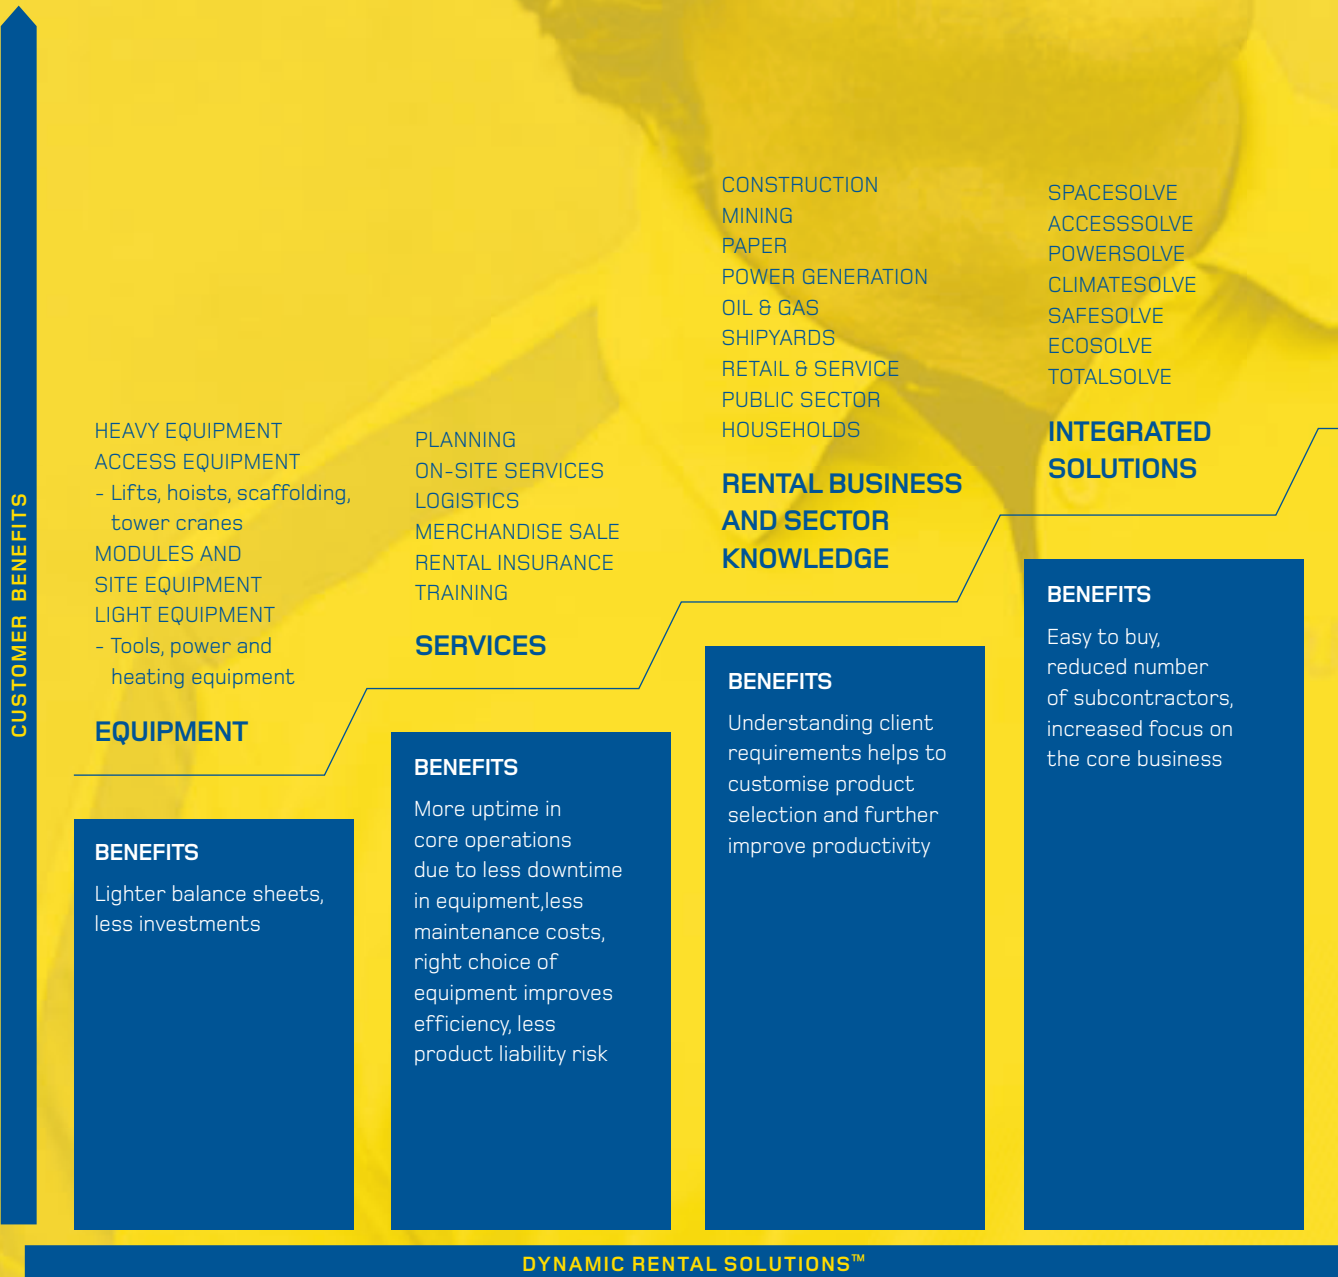 CUSTOMER BENEFITS
HEAVY EQUIPMENT
ACCESS EQUIPMENT
- Lifts, hoists, scaffolding,
tower cranes
MODULES AND
SITE EQUIPMENT
LIGHT EQUIPMENT
- Tools, power and
heating equipment
EQUIPMENT
BENEFITS
Lighter balance sheets,
less investments
PLANNING
ON-SITE SERVICES
LOGISTICS
MERCHANDISE SALE
RENTAL INSURANCE
TRAINING
SERVICES
BENEFITS
More uptime in
core operations
due to less downtime
in equipment,less
maintenance costs,
right choice of
equipment improves
efficiency, less
product liability risk
CONSTRUCTION
MINING
PAPER
POWER GENERATION
OIL & GAS
SHIPYARDS
RETAIL & SERVICE
PUBLIC SECTOR
HOUSEHOLDS
RENTAL BUSINESS
AND SECTOR
KNOWLEDGE
BENEFITS
Understanding client
requirements helps to
customise product
selection and further
improve productivity
SPACESOLVE
ACCESSSOLVE
POWERSOLVE
CLIMATESOLVE
SAFESOLVE
ECOSOLVE
TOTALSOLVE
INTEGRATED
SOLUTIONS
BENEFITS
Easy to buy,
reduced number
of subcontractors,
increased focus on
the core business
DYNAMIC RENTAL SOLUTIONS™